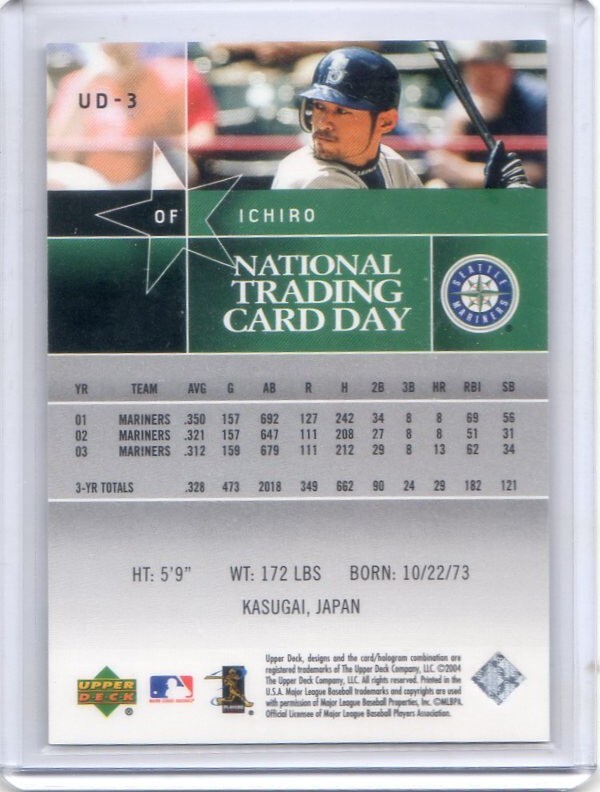 UD-3
OF ICHIRO
NATIONAL
TRADING
CARD DAY
SEATTLE
MARINERS
®
YR TEAM AVG G AB R H 2B 3B HR RBI SB
01 MARINERS .350 157 692 127 242 34 8 8 69 56
02 MARINERS .321 157 647 111 208 27 8 8 51 31
03 MARINERS .312 159 679 111 212 29 8 13 62 34
3-YR TOTALS .328 473 2018 349 662 90 24 29 182 121
HT: 5'9" WT: 172 LBS BORN: 10/22/73
KASUGAI, JAPAN
UPPER
DECK
®
PLAYERS
Upper Deck, designs and the card/hologram combination are
registered trademarks of The Upper Deck Company, LLC. ©2004
The Upper Deck Company, LLC. All rights reserved. Printed in the
U.S.A. Major League Baseball trademarks and copyrights are used
with permission of Major League Baseball Properties, Inc. ©MLBPA
Official Licensee of Major League Baseball Players Association.